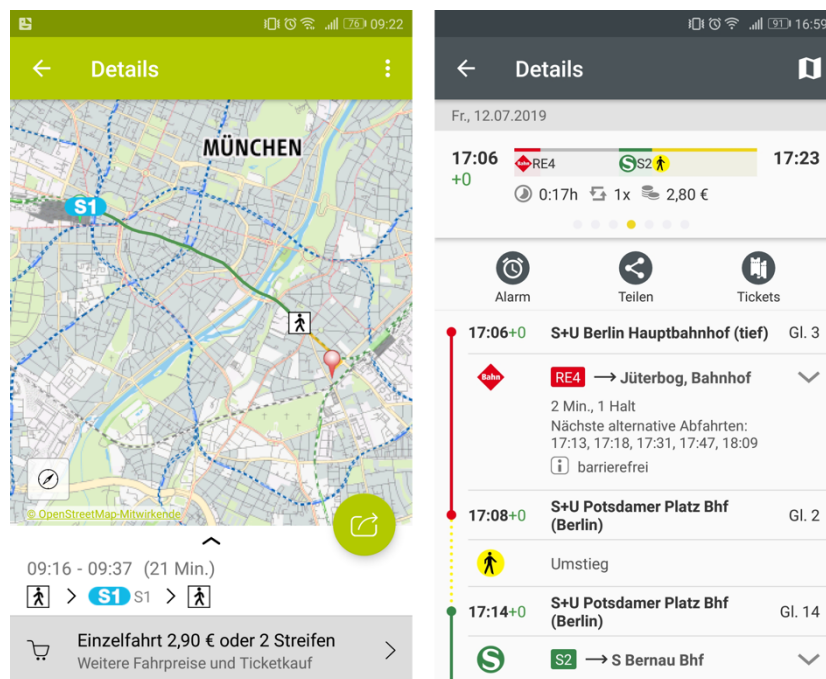 76 09:22
Details
MÜNCHEN
S1
© OpenStreetMap-Mitwirkende
09:16 - 09:37 (21 Min.)
S1 S1
Einzelfahrt 2,90 € oder 2 Streifen
Weitere Fahrpreise und Ticketkauf
91 16:59
Details
Fr., 12.07.2019
17:06 Bahn RE4 S S2 17:23
+0
0:17h 1x 2,80 €
Alarm Teilen Tickets
17:06+0 S+U Berlin Hauptbahnhof (tief) Gl. 3
Bahn RE4 → Jüterbog, Bahnhof
2 Min., 1 Halt
Nächste alternative Abfahrten:
17:13, 17:18, 17:31, 17:47, 18:09
i barrierefrei
17:08+0 S+U Potsdamer Platz Bhf
(Berlin) Gl. 2
Umstieg
17:14+0 S+U Potsdamer Platz Bhf
(Berlin) Gl. 14
S S2 → S Bernau Bhf